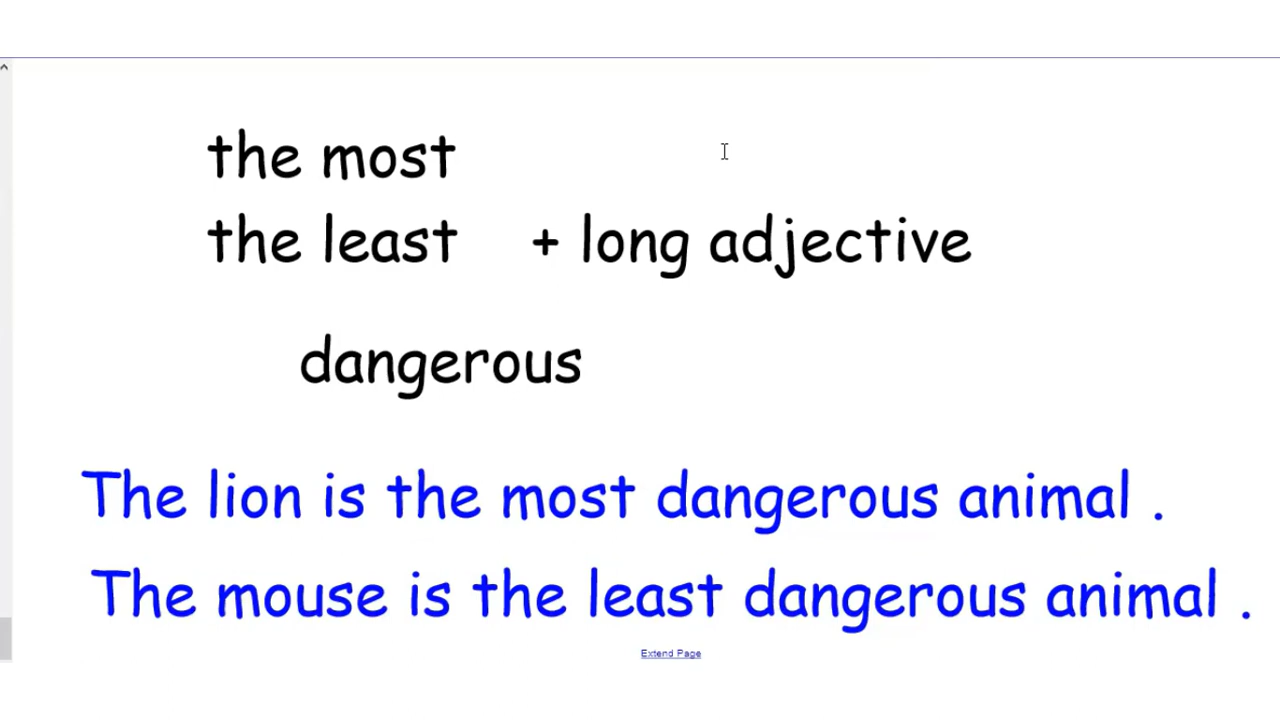 the most
the least + long adjective
dangerous
The lion is the most dangerous animal .
The mouse is the least dangerous animal .
Extend Page